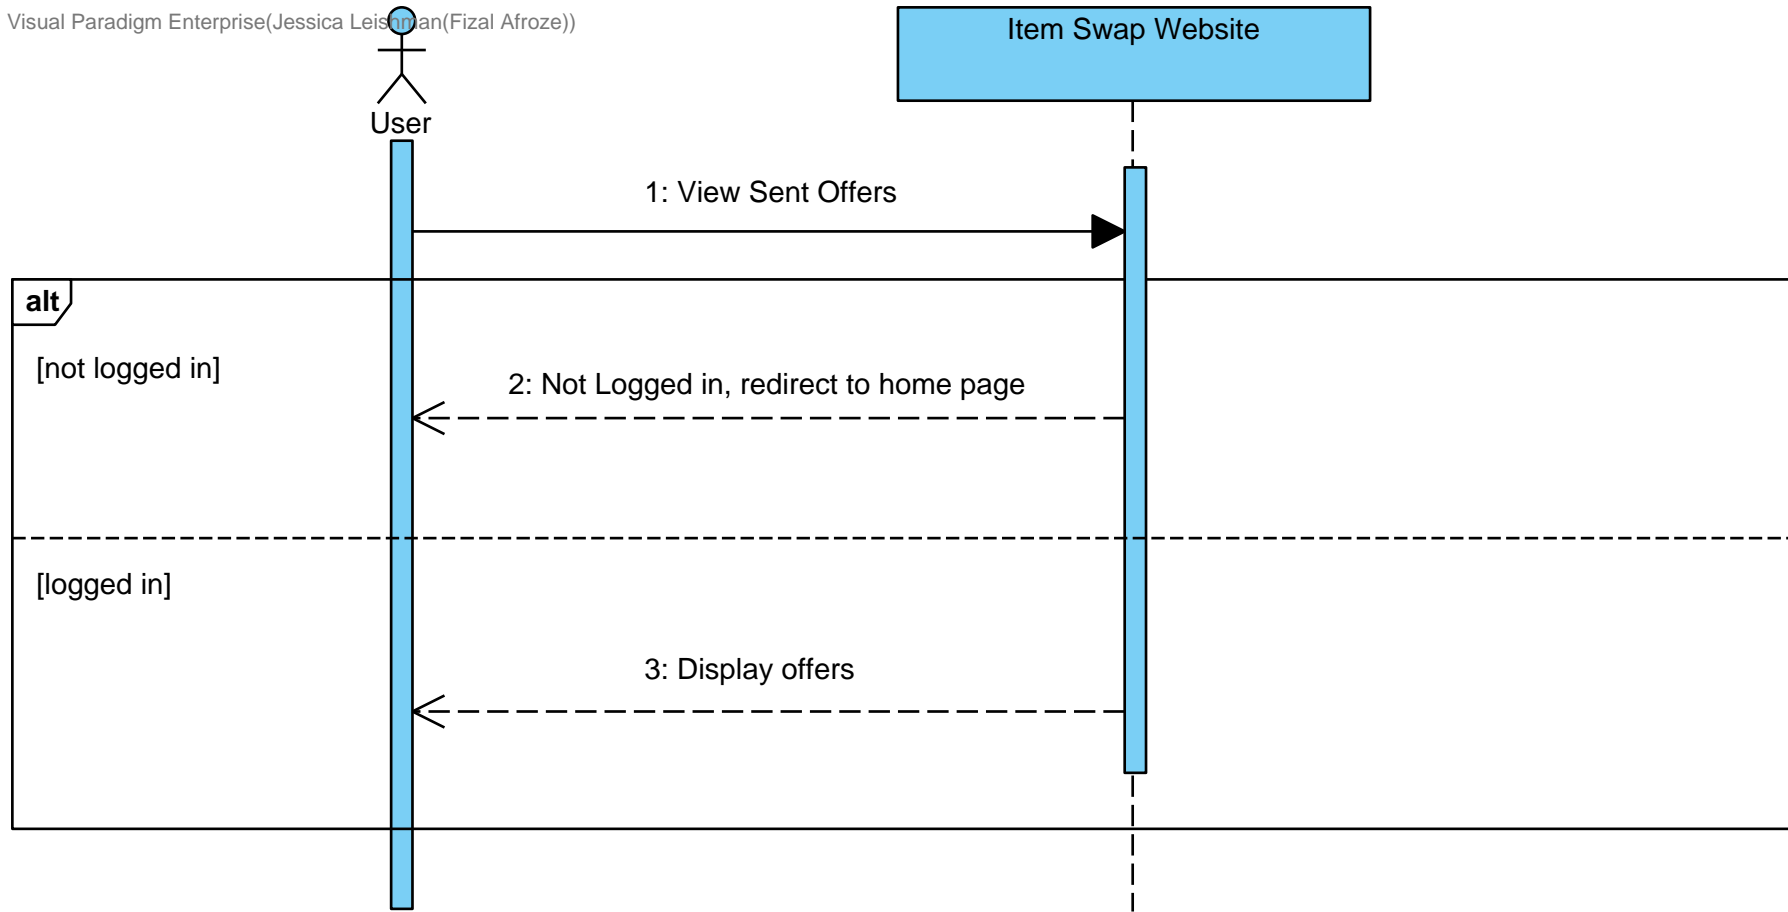 Visual Paradigm Enterprise(Jessica Leishman(Fizal Afroze))
Item Swap Website
User
1: View Sent Offers
alt
[not logged in]
2: Not Logged in, redirect to home page
[logged in]
3: Display offers